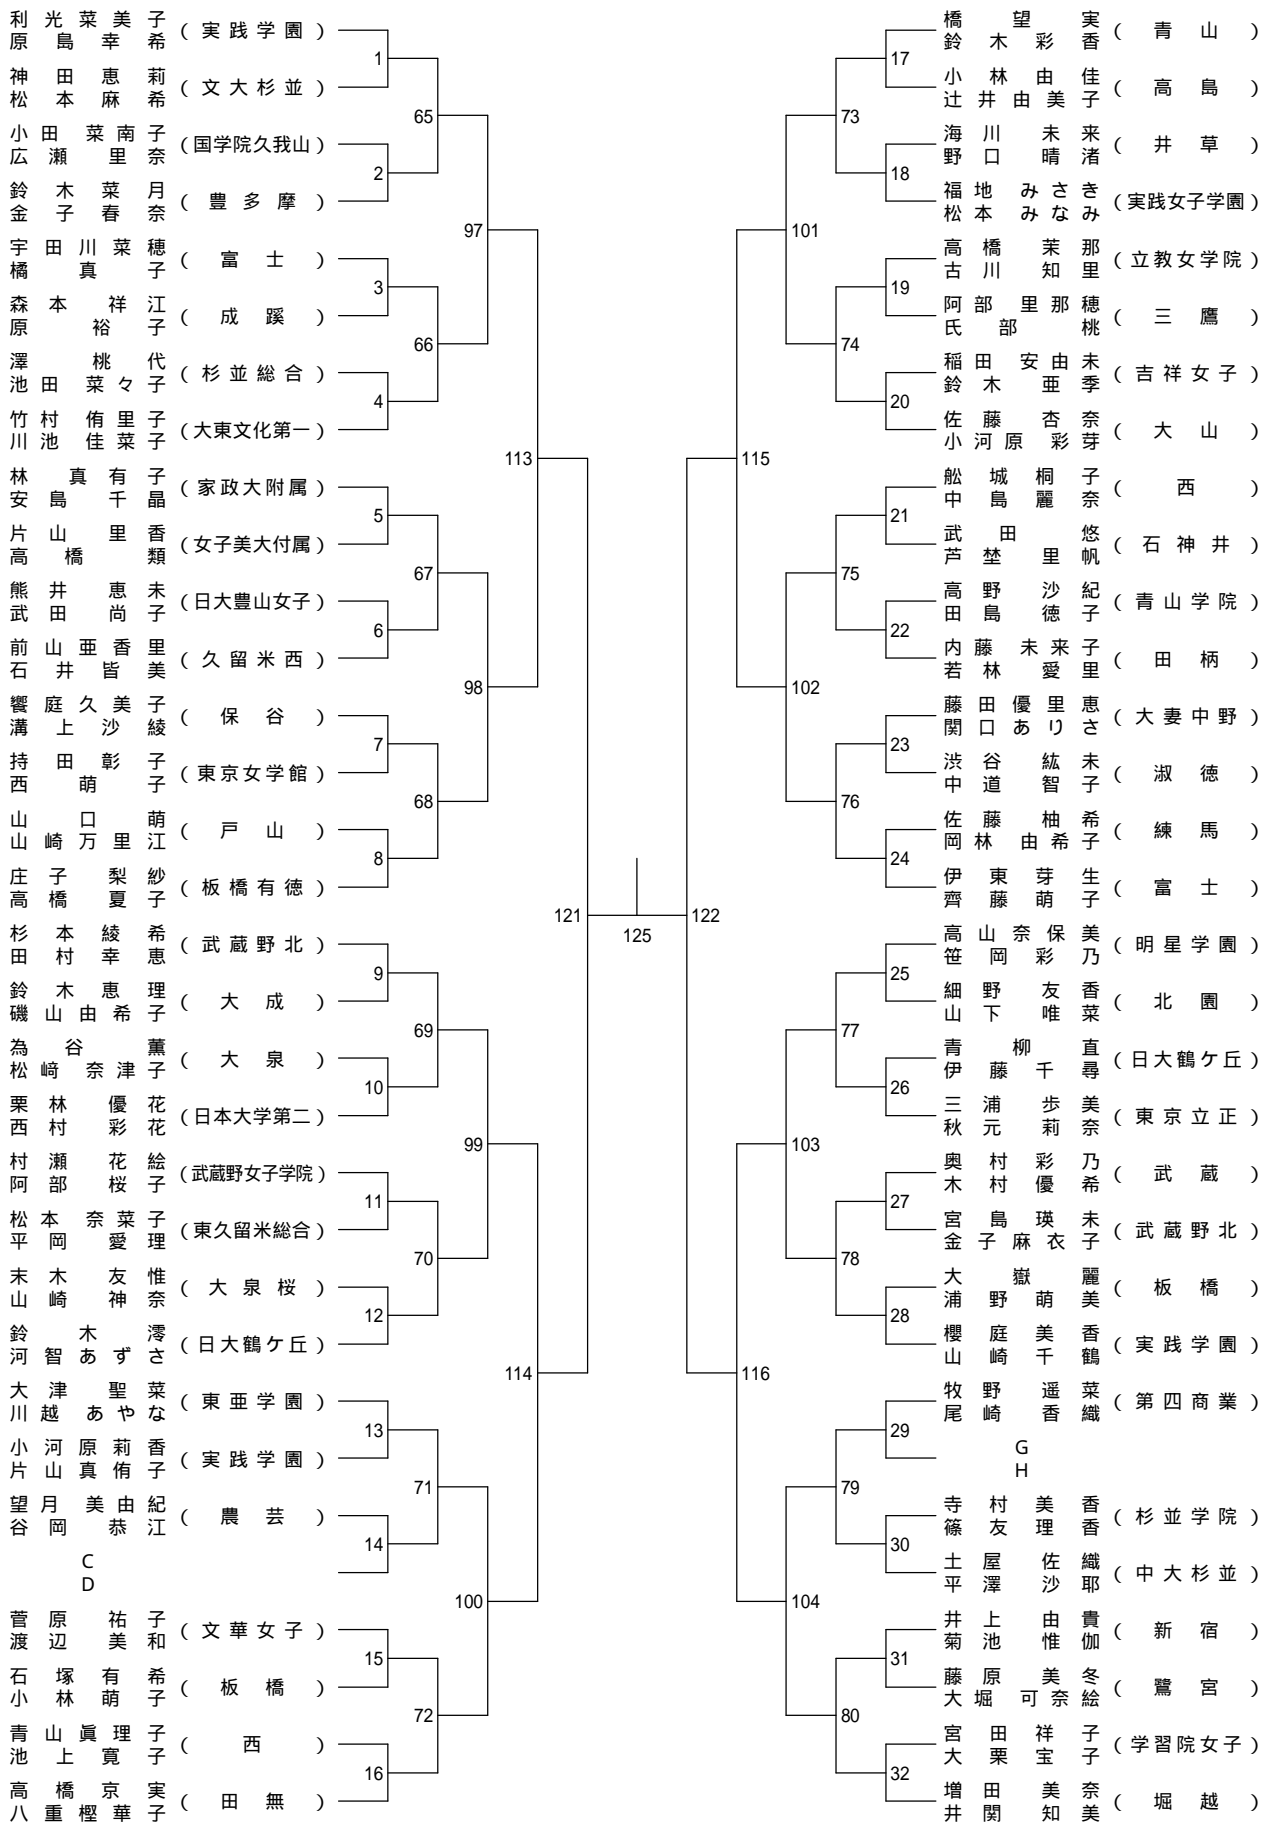 利光菜美子
原島幸希
(実践学園)
1
神田恵莉
松本麻希
(文大杉並)
65
小田菜南子
広瀬里奈
(国学院久我山)
2
鈴木菜月
金子春奈
(豊多摩)
97
宇田川菜穂
橘真子
(富士)
3
森本祥江
原裕子
(成蹊)
66
澤桃代
池田菜々子
(杉並総合)
4
竹村侑里子
川池佳菜子
(大東文化第一)
113
林真有子
安島千晶
(家政大附属)
5
片山里香
高橋類
(女子美大付属)
67
熊井恵未
武田尚子
(日大豊山女子)
6
前山亜香里
石井皆美
(久留米西)
98
饗庭久美子
溝上沙綾
(保谷)
7
持田彰子
西萌子
(東京女学館)
68
山口萌
山崎万里江
(戸山)
8
庄子梨紗
高橋夏子
(板橋有徳)
121
杉本綾希
田村幸恵
(武蔵野北)
9
鈴木恵理
磯山由希子
(大成)
69
為谷薫
松﨑奈津子
(大泉)
10
栗林優花
西村彩花
(日本大学第二)
99
村瀬花絵
阿部桜子
(武蔵野女子学院)
11
松本奈菜子
平岡愛理
(東久留米総合)
70
末木友惟
山崎神奈
(大泉桜)
12
鈴木澪
河智あずさ
(日大鶴ケ丘)
114
大津聖菜
川越あやな
(東亜学園)
13
小河原莉香
片山真侑子
(実践学園)
71
望月美由紀
谷岡恭江
(農芸)
14
C
D
100
菅原祐子
渡辺美和
(文華女子)
15
石塚有希
小林萌子
(板橋)
72
青山眞理子
池上寛子
(西)
16
高橋京実
八重樫華子
(田無)
125
橋望実
鈴木彩香
(青山)
17
小林由佳
辻井由美子
(高島)
73
海川未来
野口晴渚
(井草)
18
福地みさき
松本みなみ
(実践女子学園)
101
高橋茉那
古川知里
(立教女学院)
19
阿部里那穂
氏部桃
(三鷹)
74
稲田安由未
鈴木亜季
(吉祥女子)
20
佐藤杏奈
小河原彩芽
(大山)
115
舩城桐子
中島麗奈
(西)
21
武田悠
芦埜里帆
(石神井)
75
高野沙紀
田島徳子
(青山学院)
22
内藤未来子
若林愛里
(田柄)
102
藤田優里恵
関口ありさ
(大妻中野)
23
渋谷紘未
中道智子
(淑徳)
76
佐藤柚希
岡林由希子
(練馬)
24
伊東芽生
齊藤萌子
(富士)
122
高山奈保美
笹岡彩乃
(明星学園)
25
細野友香
山下唯菜
(北園)
77
青柳直
伊藤千尋
(日大鶴ケ丘)
26
三浦歩美
秋元莉奈
(東京立正)
103
奥村彩乃
木村優希
(武蔵)
27
宮島瑛未
金子麻衣子
(武蔵野北)
78
大嶽麗
浦野萌美
(板橋)
28
櫻庭美香
山崎千鶴
(実践学園)
116
牧野遥菜
尾崎香織
(第四商業)
29
G
H
79
寺村美香
篠友理香
(杉並学院)
30
土屋佐織
平澤沙耶
(中大杉並)
104
井上由貴
菊池惟伽
(新宿)
31
藤原美冬
大堀可奈絵
(鷺宮)
80
宮田祥子
大栗宝子
(学習院女子)
32
増田美奈
井関知美
(堀越)